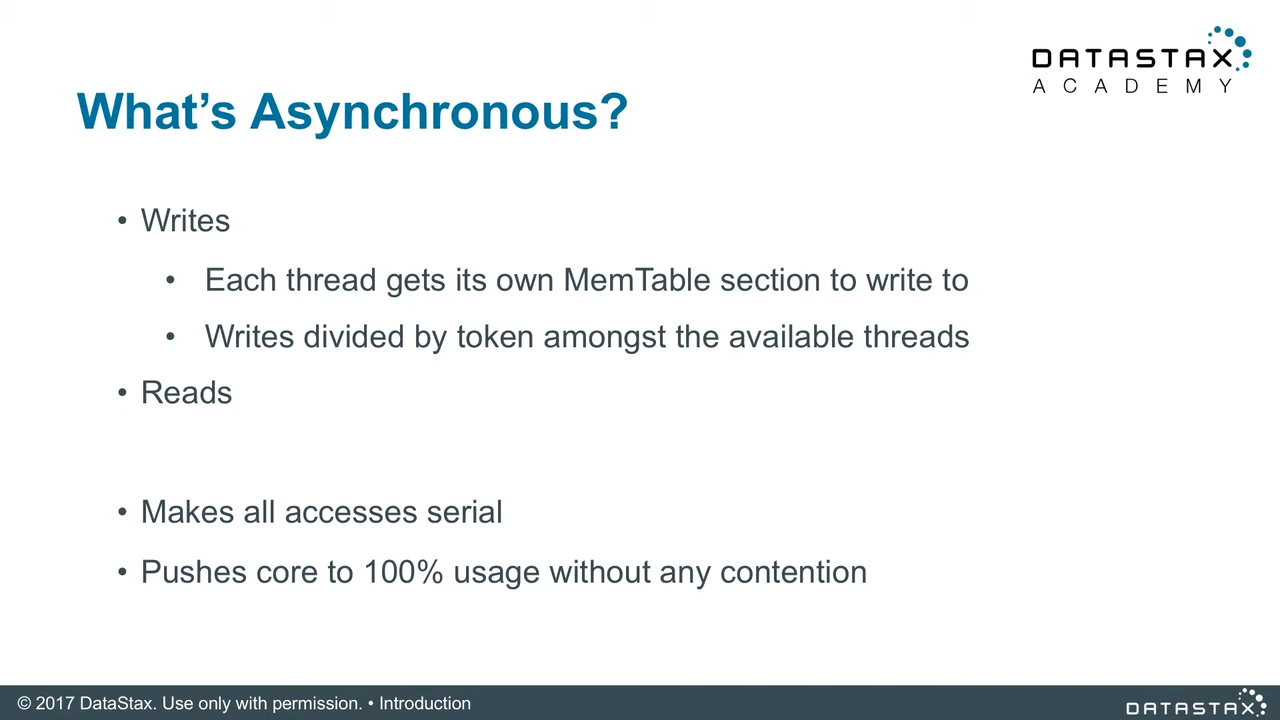 DATASTAX
ACADEMY
What’s Asynchronous?
• Writes
• Each thread gets its own MemTable section to write to
• Writes divided by token amongst the available threads
• Reads
• Makes all accesses serial
• Pushes core to 100% usage without any contention
© 2017 DataStax. Use only with permission. • Introduction
DATASTAX